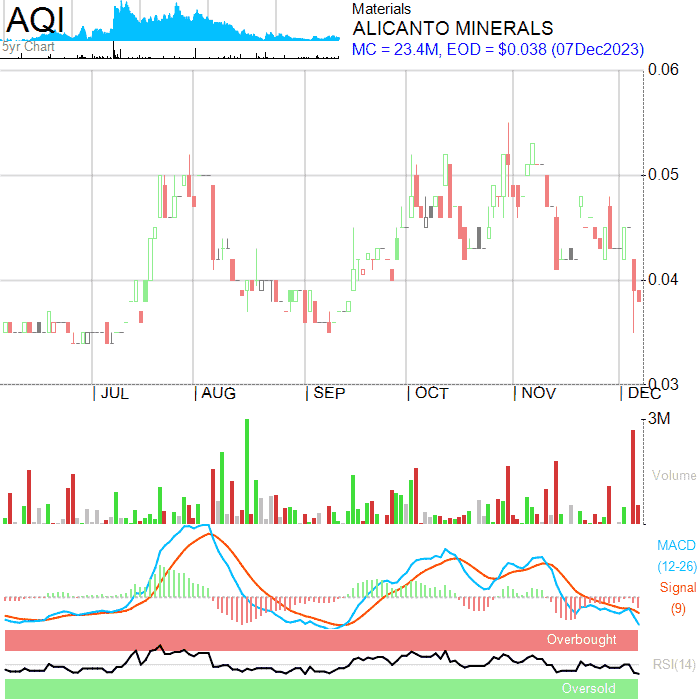 AQI
5yr Chart
Materials
ALICANTO MINERALS
MC = 23.4M, EOD = $0.038 (07Dec2023)
0.06
0.05
0.04
0.03
JUL AUG SEP OCT NOV DEC
3M
Volume
MACD
(12-26)
Signal
(9)
Overbought
RSI(14)
Oversold